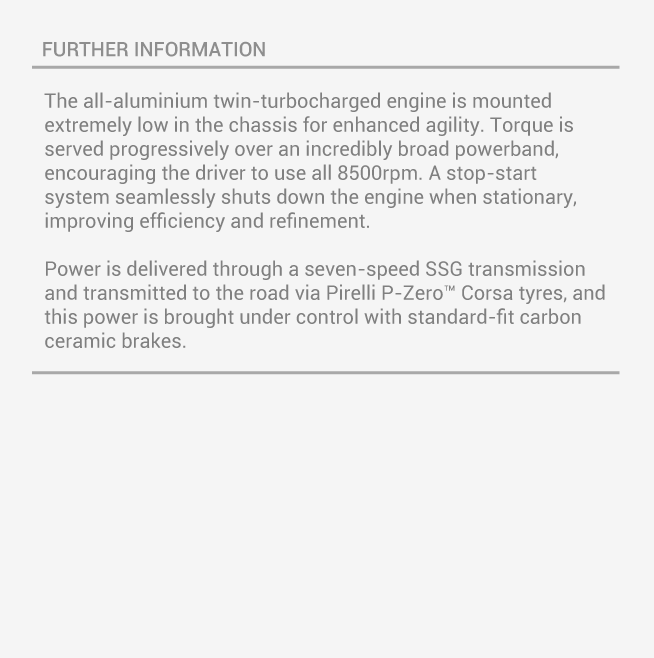 FURTHER INFORMATION
The all-aluminium twin-turbocharged engine is mounted
extremely low in the chassis for enhanced agility. Torque is
served progressively over an incredibly broad powerband,
encouraging the driver to use all 8500rpm. A stop-start
system seamlessly shuts down the engine when stationary,
improving efficiency and refinement.
Power is delivered through a seven-speed SSG transmission
and transmitted to the road via Pirelli P-Zero™ Corsa tyres, and
this power is brought under control with standard-fit carbon
ceramic brakes.